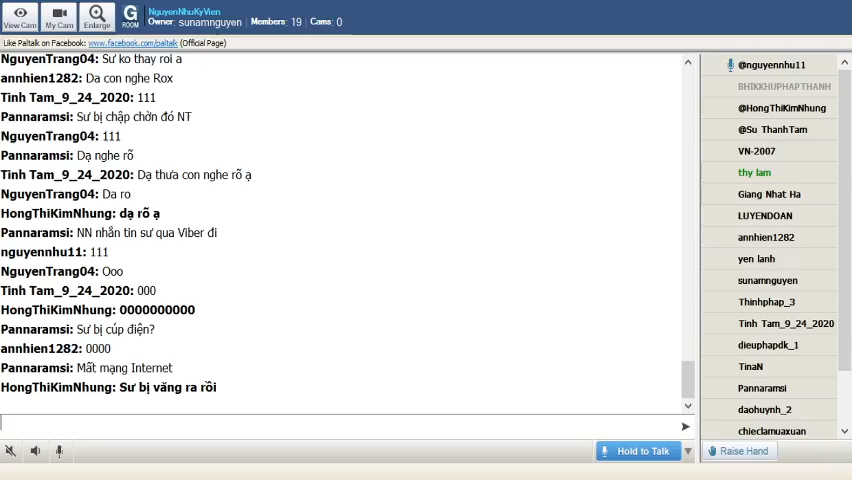 View Cam
My Cam
Enlarge
G
ROOM
NguyenNhuKyVien
Owner: sunamnguyen Members: 19 Cams: 0
Like Paltalk on Facebook: www.facebook.com/paltalk (Official Page)
NguyenTrang04: Sư ko thay roi a
annhien1282: Da con nghe Rox
Tinh Tam_9_24_2020: 111
Pannaramsi: Sư bị chập chờn đó NT
NguyenTrang04: 111
Pannaramsi: Dạ nghe rõ
Tinh Tam_9_24_2020: Dạ thưa con nghe rõ ạ
NguyenTrang04: Da ro
HongThiKimNhung: dạ rõ ạ
Pannaramsi: NN nhắn tin sư qua Viber đi
nguyennhu11: 111
NguyenTrang04: Ooo
Tinh Tam_9_24_2020: 000
HongThiKimNhung: 0000000000
Pannaramsi: Sư bị cúp điện?
annhien1282: 0000
Pannaramsi: Mất mạng Internet
HongThiKimNhung: Sư bị văng ra rồi
@nguyennhu11
BHIKKHUPHAPTHANH
@HongThiKimNhung
@Su ThanhTam
VN-2007
thy lam
Giang Nhat Ha
LUYENDOAN
annhien1282
yen lanh
sunamnguyen
Thinhphap_3
Tinh Tam_9_24_2020
dieuphapdk_1
TinaN
Pannaramsi
daohuynh_2
chieclamuaxuan
Hold to Talk
Raise Hand